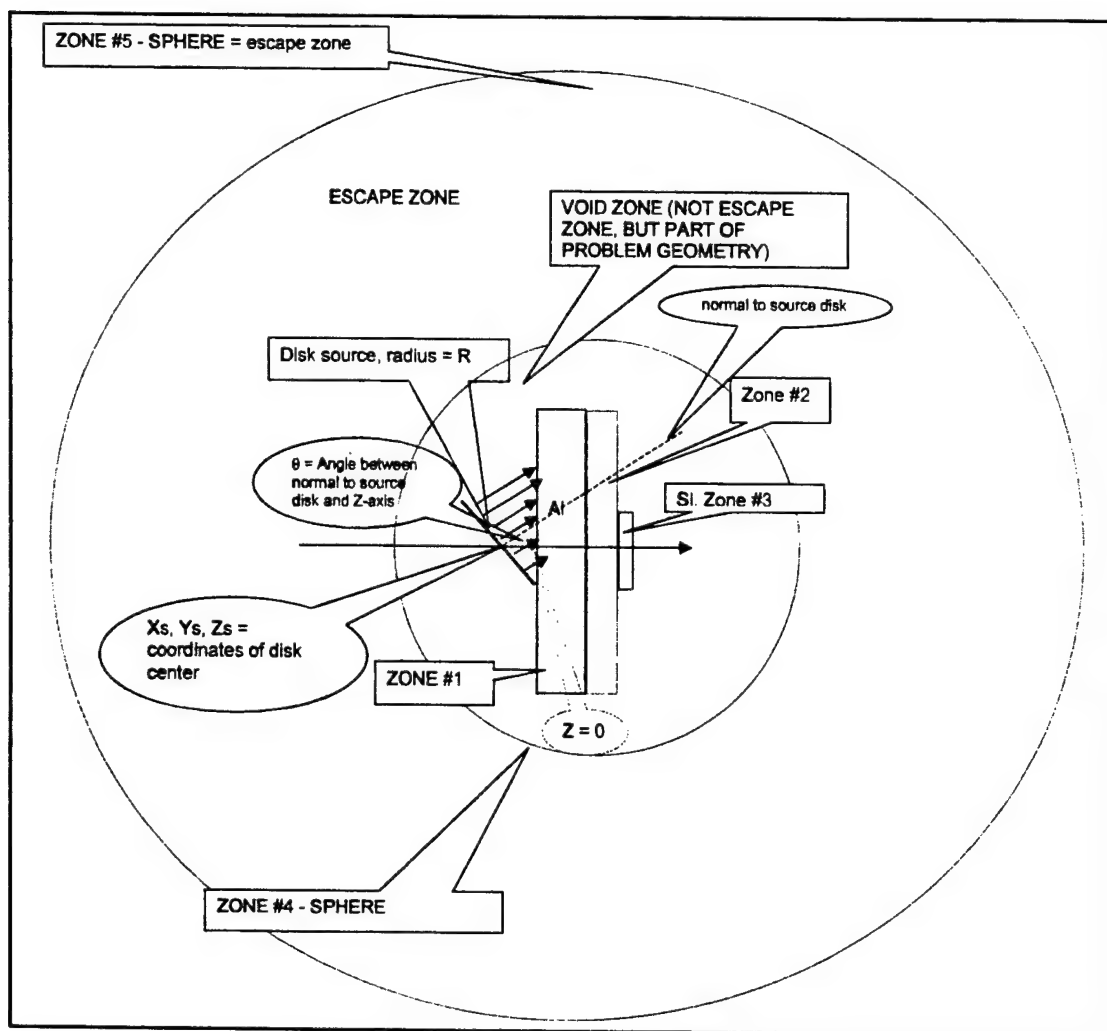 ZONE #5 - SPHERE = escape zone
ESCAPE ZONE
VOID ZONE (NOT ESCAPE
ZONE, BUT PART OF
PROBLEM GEOMETRY)
normal to source disk
Disk source, radius = R
Zone #2
θ = Angle between
normal to source
disk and Z-axis
Al
SI. Zone #3
Xs, Ys, Zs =
coordinates of disk
center
ZONE #1
Z = 0
ZONE #4 - SPHERE